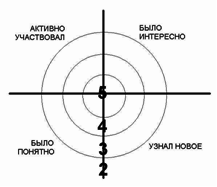 АКТИВНО
УЧАСТВОВАЛ
БЫЛО
ИНТЕРЕСНО
5
4
3
2
БЫЛО
ПОНЯТНО
УЗНАЛ НОВОЕ